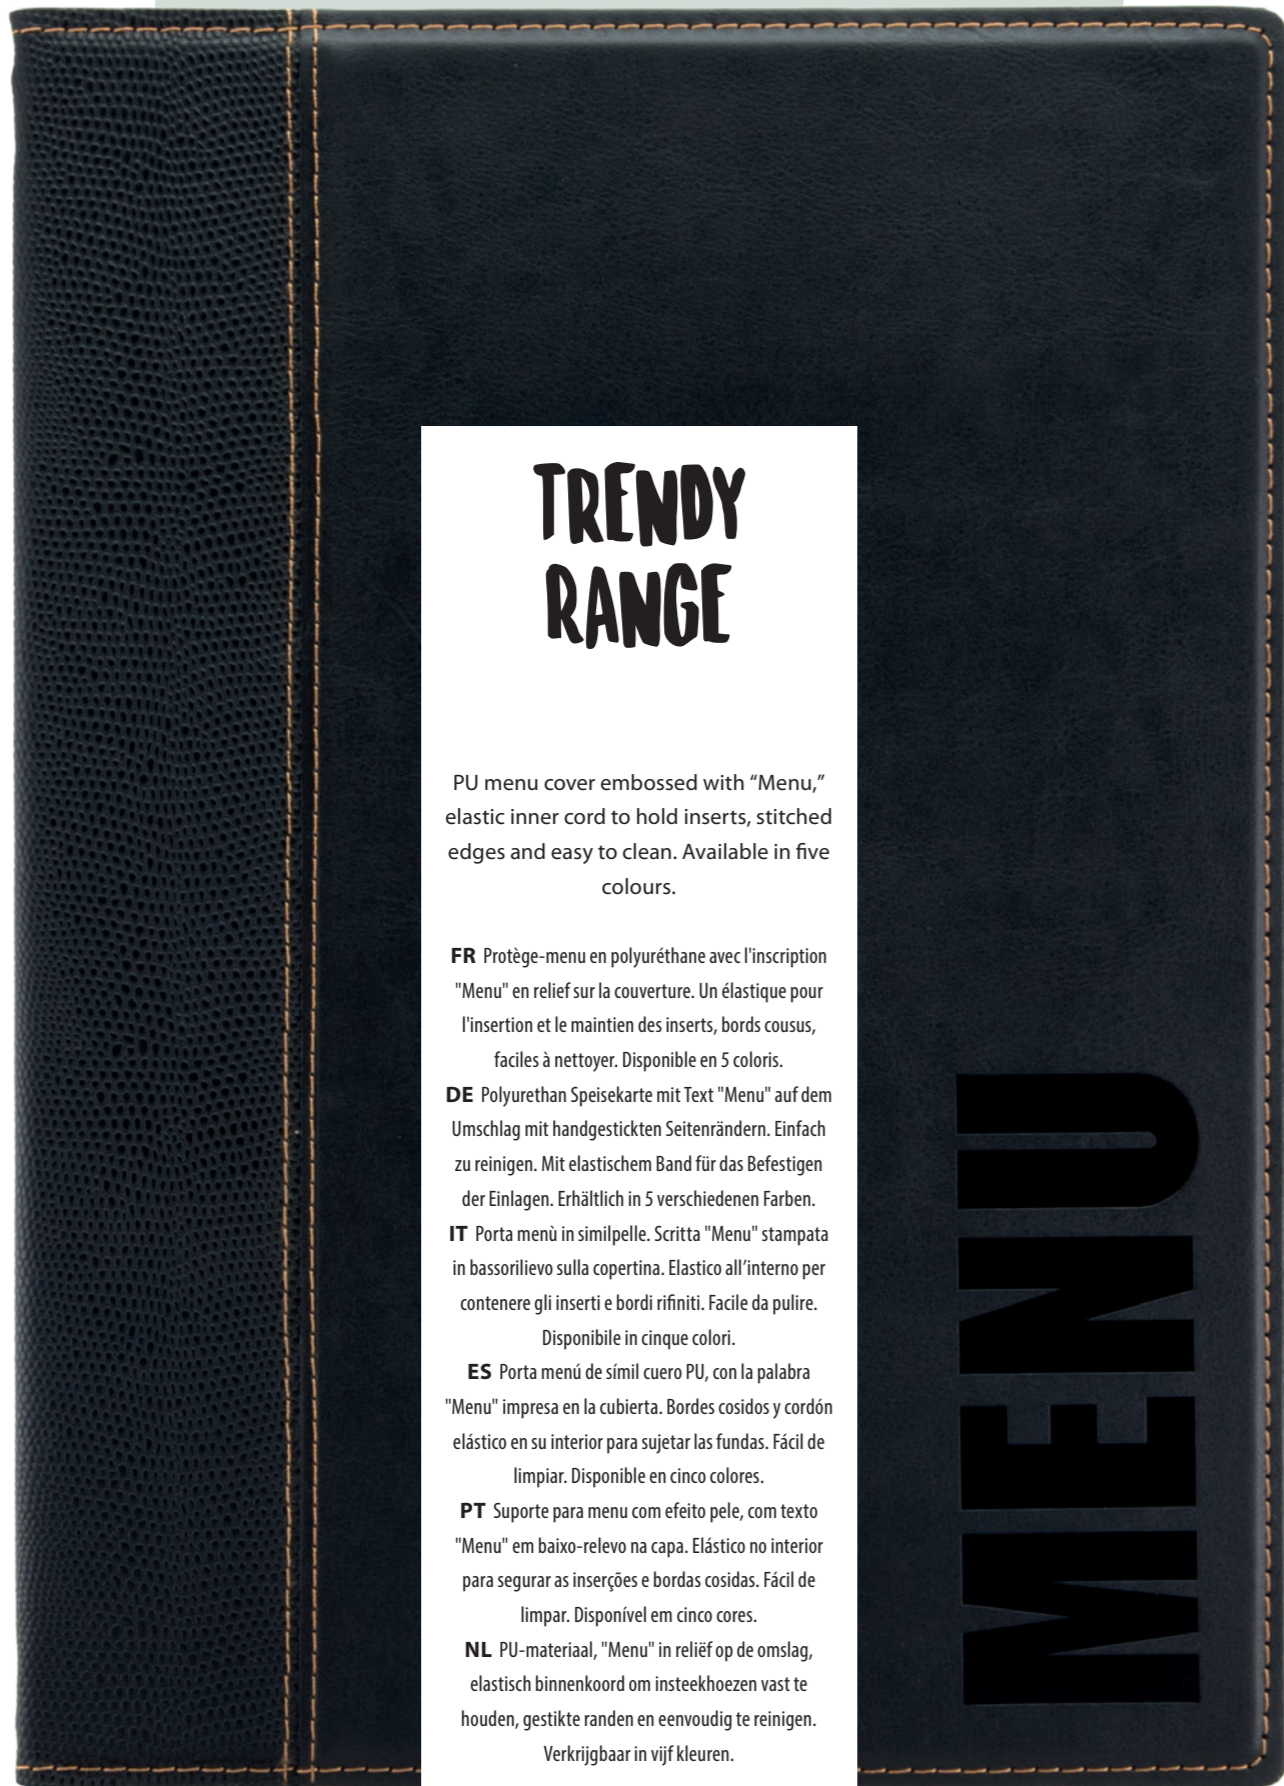 TRENDY
RANGE
PU menu cover embossed with “Menu,”
elastic inner cord to hold inserts, stitched
edges and easy to clean. Available in five
colours.
FR Protège-menu en polyuréthane avec l'inscription
"Menu" en relief sur la couverture. Un élastique pour
l'insertion et le maintien des inserts, bords cousus,
faciles à nettoyer. Disponible en 5 coloris.
DE Polyurethan Speisekarte mit Text "Menu" auf dem
Umschlag mit handgestickten Seitenrändern. Einfach
zu reinigen. Mit elastischem Band für das Befestigen
der Einlagen. Erhältlich in 5 verschiedenen Farben.
IT Porta menù in similpelle. Scritta "Menu" stampata
in bassorilievo sulla copertina. Elastico all’interno per
contenere gli inserti e bordi rifiniti. Facile da pulire.
Disponibile in cinque colori.
ES Porta menú de símil cuero PU, con la palabra
"Menu" impresa en la cubierta. Bordes cosidos y cordón
elástico en su interior para sujetar las fundas. Fácil de
limpiar. Disponible en cinco colores.
PT Suporte para menu com efeito pele, com texto
"Menu" em baixo-relevo na capa. Elástico no interior
para segurar as inserções e bordas cosidas. Fácil de
limpar. Disponível em cinco cores.
NL PU-materiaal, "Menu" in reliëf op de omslag,
elastisch binnenkoord om insteekhoezen vast te
houden, gestikte randen en eenvoudig te reinigen.
Verkrijgbaar in vijf kleuren.
MENU